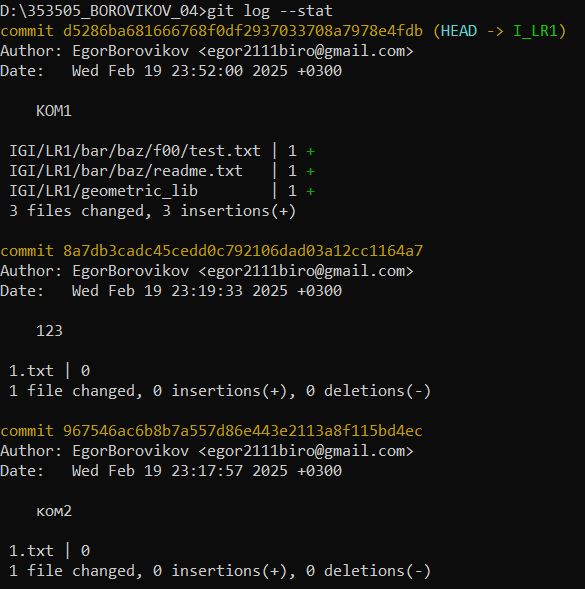 D:\353505_BOROVIKOV_04>git log --stat
commit d5286ba681666768f0df2937033708a7978e4fdb (HEAD -> I_LR1)
Author: EgorBorovikov <egor2111biro@gmail.com>
Date:   Wed Feb 19 23:52:00 2025 +0300
КОМ1
IGI/LR1/bar/baz/f00/test.txt | 1 +
IGI/LR1/bar/baz/readme.txt   | 1 +
IGI/LR1/geometric_lib        | 1 +
3 files changed, 3 insertions(+)
commit 8a7db3cadc45cedd0c792106dad03a12cc1164a7
Author: EgorBorovikov <egor2111biro@gmail.com>
Date:   Wed Feb 19 23:19:33 2025 +0300
123
1.txt | 0
1 file changed, 0 insertions(+), 0 deletions(-)
commit 967546ac6b8b7a557d86e443e2113a8f115bd4ec
Author: EgorBorovikov <egor2111biro@gmail.com>
Date:   Wed Feb 19 23:17:57 2025 +0300
ком2
1.txt | 0
1 file changed, 0 insertions(+), 0 deletions(-)